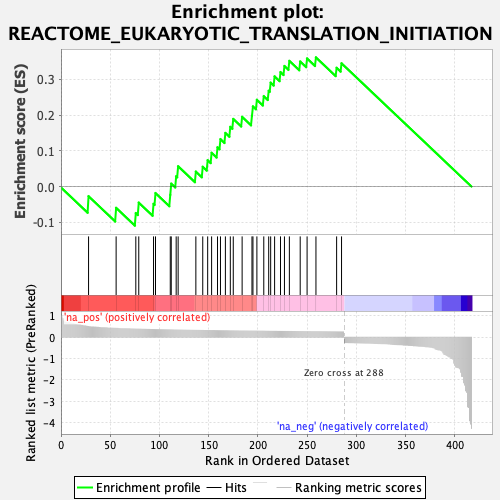 Enrichment plot:
REACTOME_EUKARYOTIC_TRANSLATION_INITIATION
Enrichment score (ES)
0.3
0.2
0.1
0.0
-0.1
'na_pos' (positively correlated)
Ranked list metric (PreRanked)
1
0
-1
-2
-3
-4
Zero cross at 288
'na_neg' (negatively correlated)
0 50 100 150 200 250 300 350 400
Rank in Ordered Dataset
Enrichment profile Hits Ranking metric scores